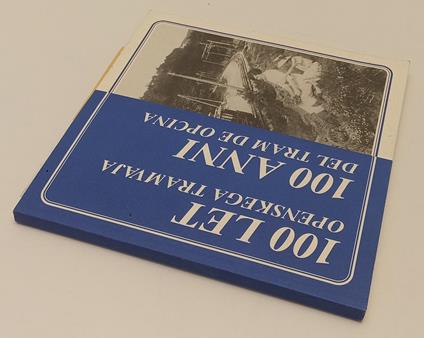 100 LET
OPENSKEGA TRAMVAJA
100 ANNI
DEL TRAM DE OPCINA